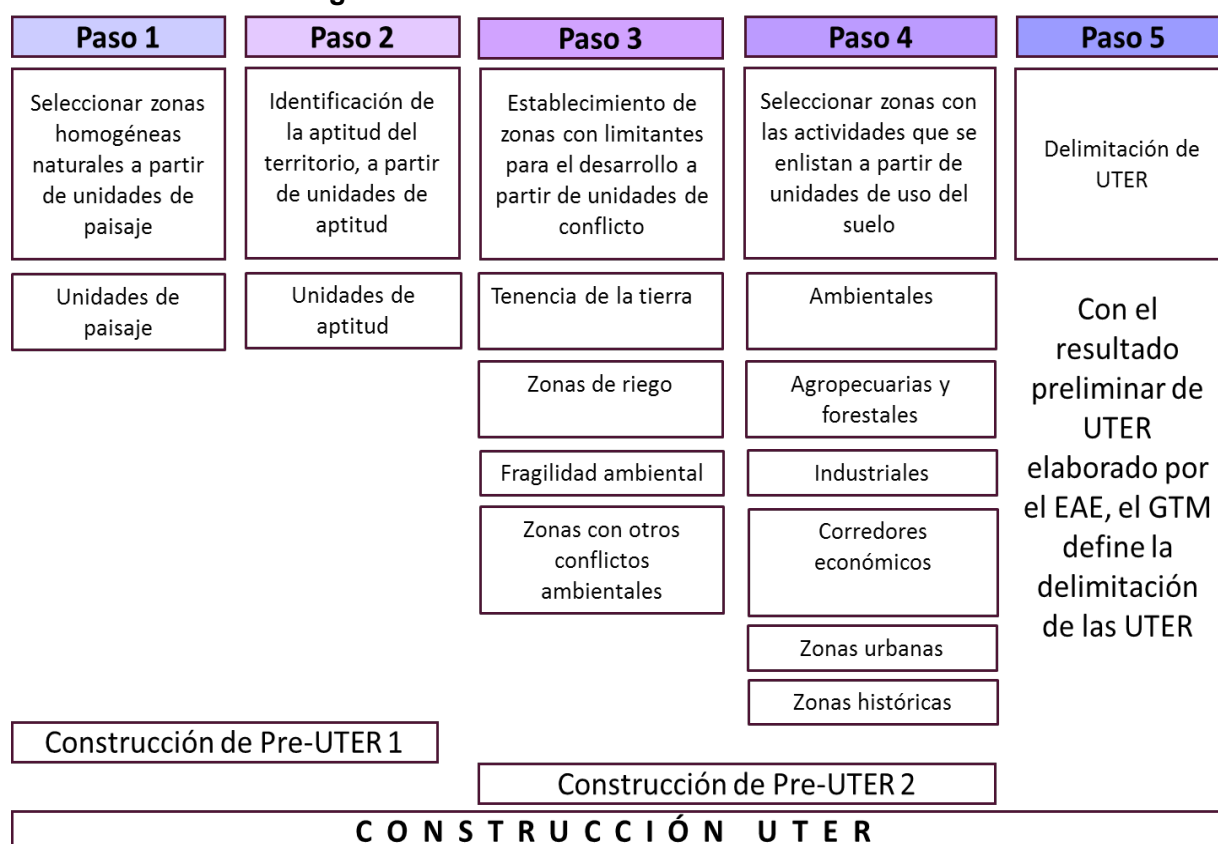 Paso 1
Paso 2
Paso 3
Paso 4
Paso 5
Seleccionar zonas
homogéneas
naturales a partir
de unidades de
paisaje
Identificación de
la aptitud del
territorio, a partir
de unidades de
aptitud
Establecimiento de
zonas con limitantes
para el desarrollo a
partir de unidades de
conflicto
Seleccionar zonas con
las actividades que se
enlistan a partir de
unidades de uso del
suelo
Delimitación de
UTER
Unidades de
paisaje
Unidades de
aptitud
Tenencia de la tierra
Zonas de riego
Fragilidad ambiental
Zonas con otros
conflictos
ambientales
Ambientales
Agropecuarias y
forestales
Industriales
Corredores
económicos
Zonas urbanas
Zonas históricas
Con el
resultado
preliminar de
UTER
elaborado por
el EAE, el GTM
define la
delimitación
de las UTER
Construcción de Pre-UTER 1
Construcción de Pre-UTER 2
CONSTRUCCIÓN UTER